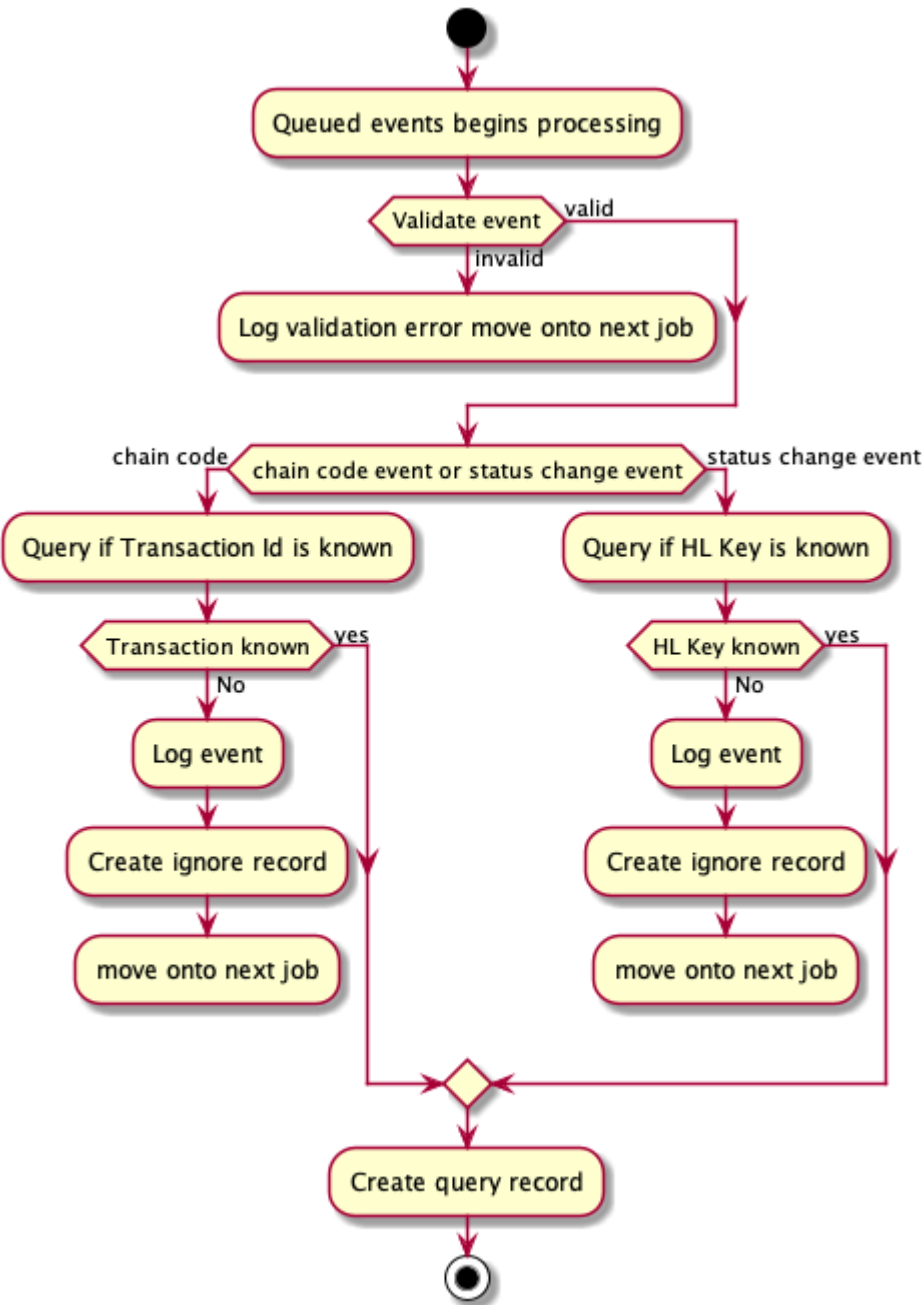 Queued events begins processing
Validate event
valid
invalid
Log validation error move onto next job
chain code
chain code event or status change event
status change event
Query if Transaction Id is known
Query if HL Key is known
Transaction known
yes
HL Key known
yes
No
No
Log event
Log event
Create ignore record
Create ignore record
move onto next job
move onto next job
Create query record